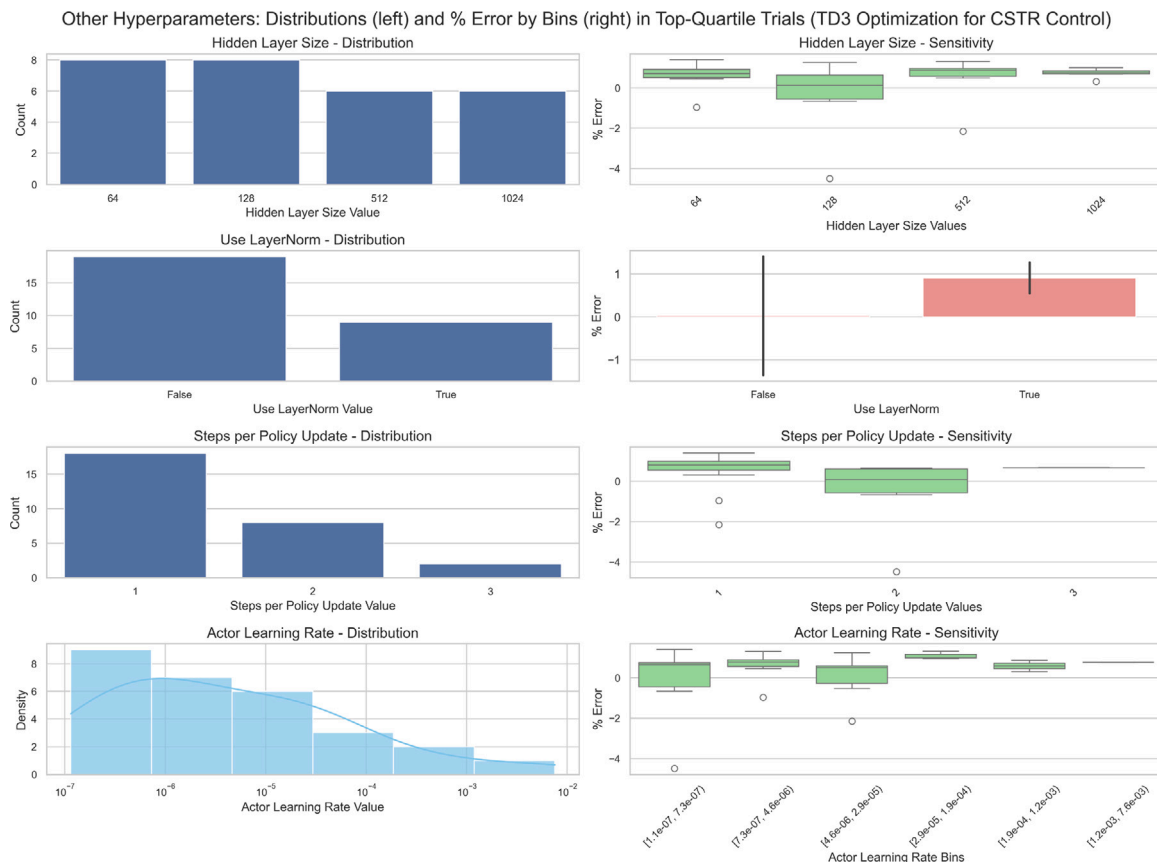 Other Hyperparameters: Distributions (left) and % Error by Bins (right) in Top-Quartile Trials (TD3 Optimization for CSTR Control)
Hidden Layer Size - Distribution
8
6
4
2
0
Count
64 128 512 1024
Hidden Layer Size Value
Hidden Layer Size - Sensitivity
0
−2
−4
% Error
64 128 512 1024
Hidden Layer Size Values
Use LayerNorm - Distribution
15
10
5
0
Count
False True
Use LayerNorm Value
1
0
−1
% Error
False True
Use LayerNorm
Steps per Policy Update - Distribution
15
10
5
0
Count
1 2 3
Steps per Policy Update Value
Steps per Policy Update - Sensitivity
0
−2
−4
% Error
1 2 3
Steps per Policy Update Values
Actor Learning Rate - Distribution
8
6
4
2
0
Density
10⁻⁷ 10⁻⁶ 10⁻⁵ 10⁻⁴ 10⁻³ 10⁻²
Actor Learning Rate Value
Actor Learning Rate - Sensitivity
0
−2
−4
% Error
[1.1e-07, 7.3e-07) [7.3e-07, 4.6e-06) [4.6e-06, 2.9e-05) [2.9e-05, 1.9e-04) [1.9e-04, 1.2e-03) [1.2e-03, 7.6e-03)
Actor Learning Rate Bins